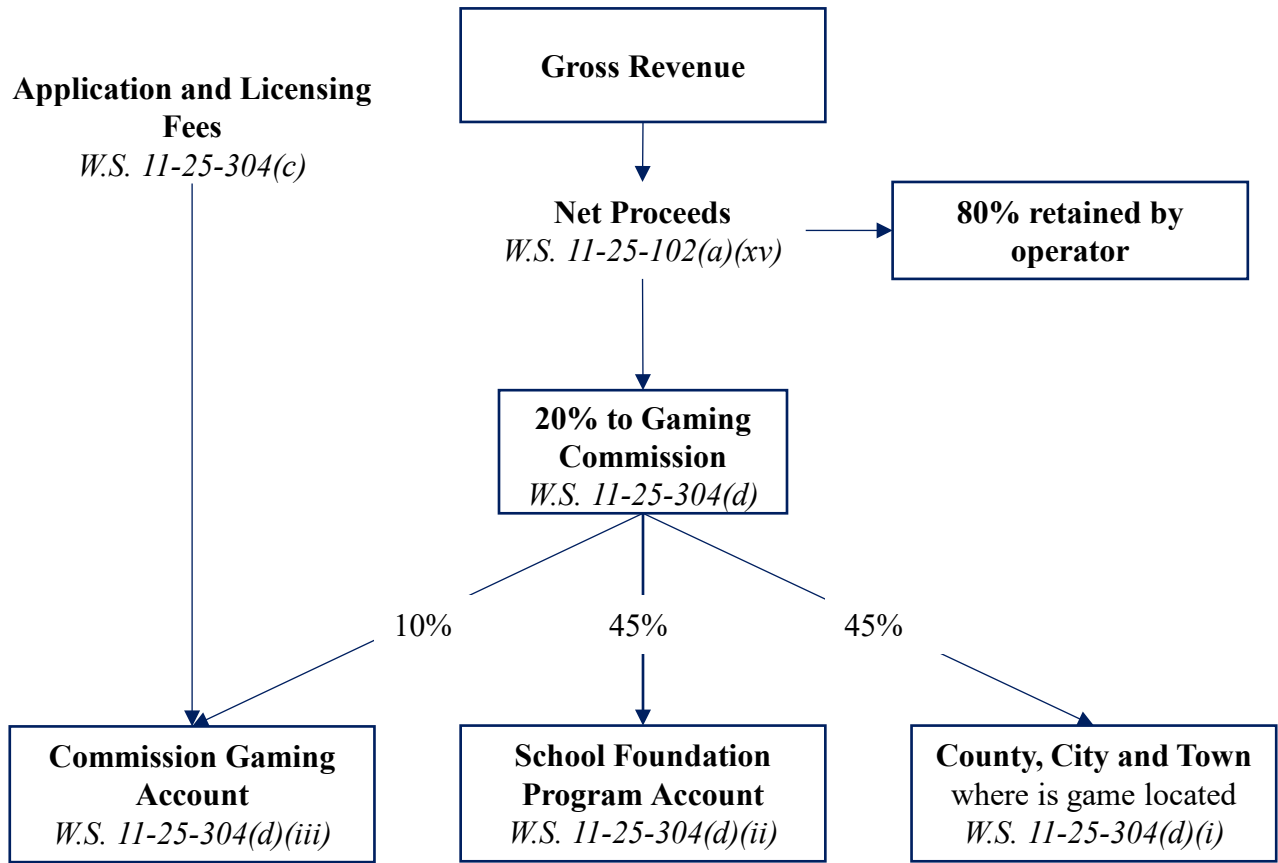 Gross Revenue
Application and Licensing
Fees
W.S. 11-25-304(c)
Net Proceeds
W.S. 11-25-102(a)(xv)
80% retained by
operator
20% to Gaming
Commission
W.S. 11-25-304(d)
10%
45%
45%
Commission Gaming
Account
W.S. 11-25-304(d)(iii)
School Foundation
Program Account
W.S. 11-25-304(d)(ii)
County, City and Town
where is game located
W.S. 11-25-304(d)(i)